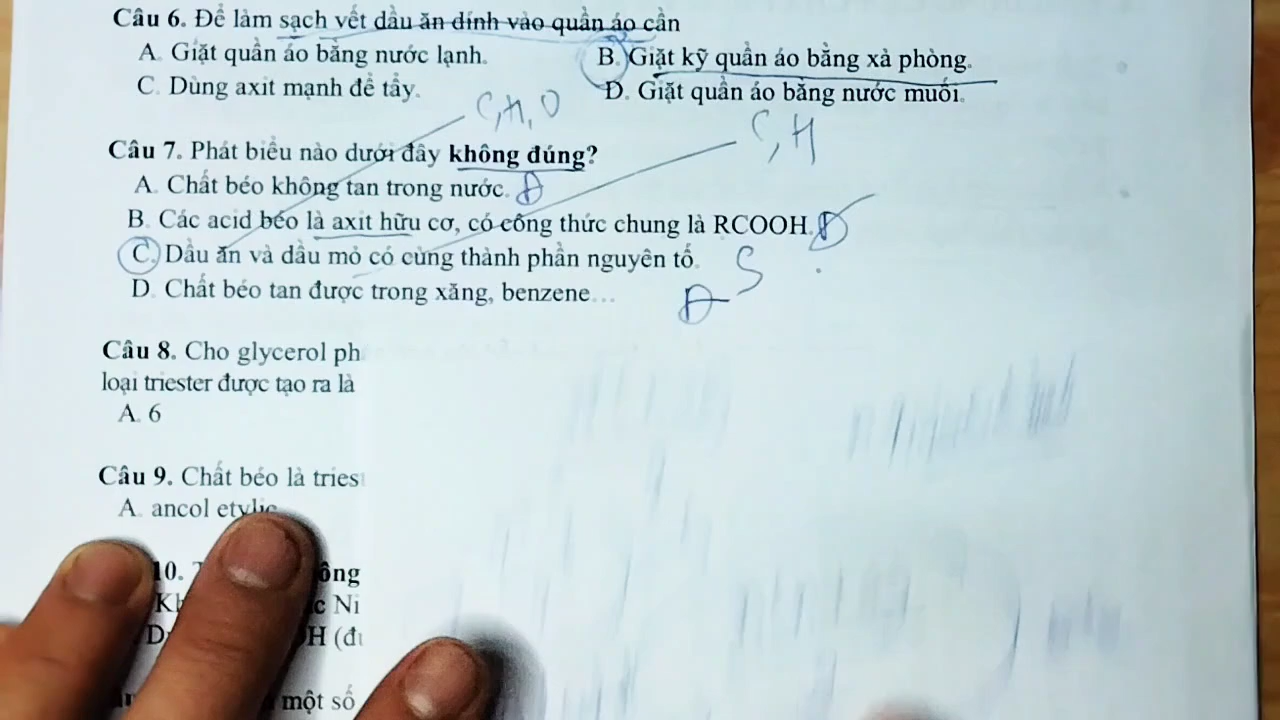 Câu 6. Để làm sạch vết dầu ăn dính vào quần áo cần
A. Giặt quần áo bằng nước lạnh. B. Giặt kỹ quần áo bằng xà phòng.
C. Dùng axit mạnh để tẩy. D. Giặt quần áo bằng nước muối.
C, H, O
C, H
Câu 7. Phát biểu nào dưới đây không đúng?
A. Chất béo không tan trong nước. Đ
B. Các acid béo là axit hữu cơ, có công thức chung là RCOOH. Đ
C. Dầu ăn và dầu mỏ có cùng thành phần nguyên tố. S
D. Chất béo tan được trong xăng, benzene... Đ
Câu 8. Cho glycerol ph
loại triester được tạo ra là
A. 6
Câu 9. Chất béo là triest
A. ancol etylic
10. ông
Ni
H (đ
một số